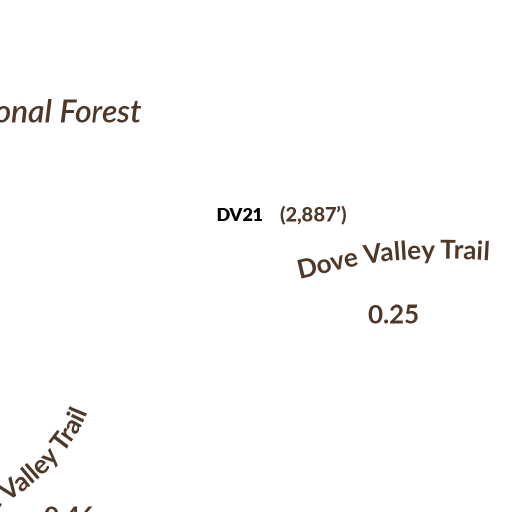 onal Forest
DV21 (2,887’)
Dove Valley Trail
0.25
Valley Trail